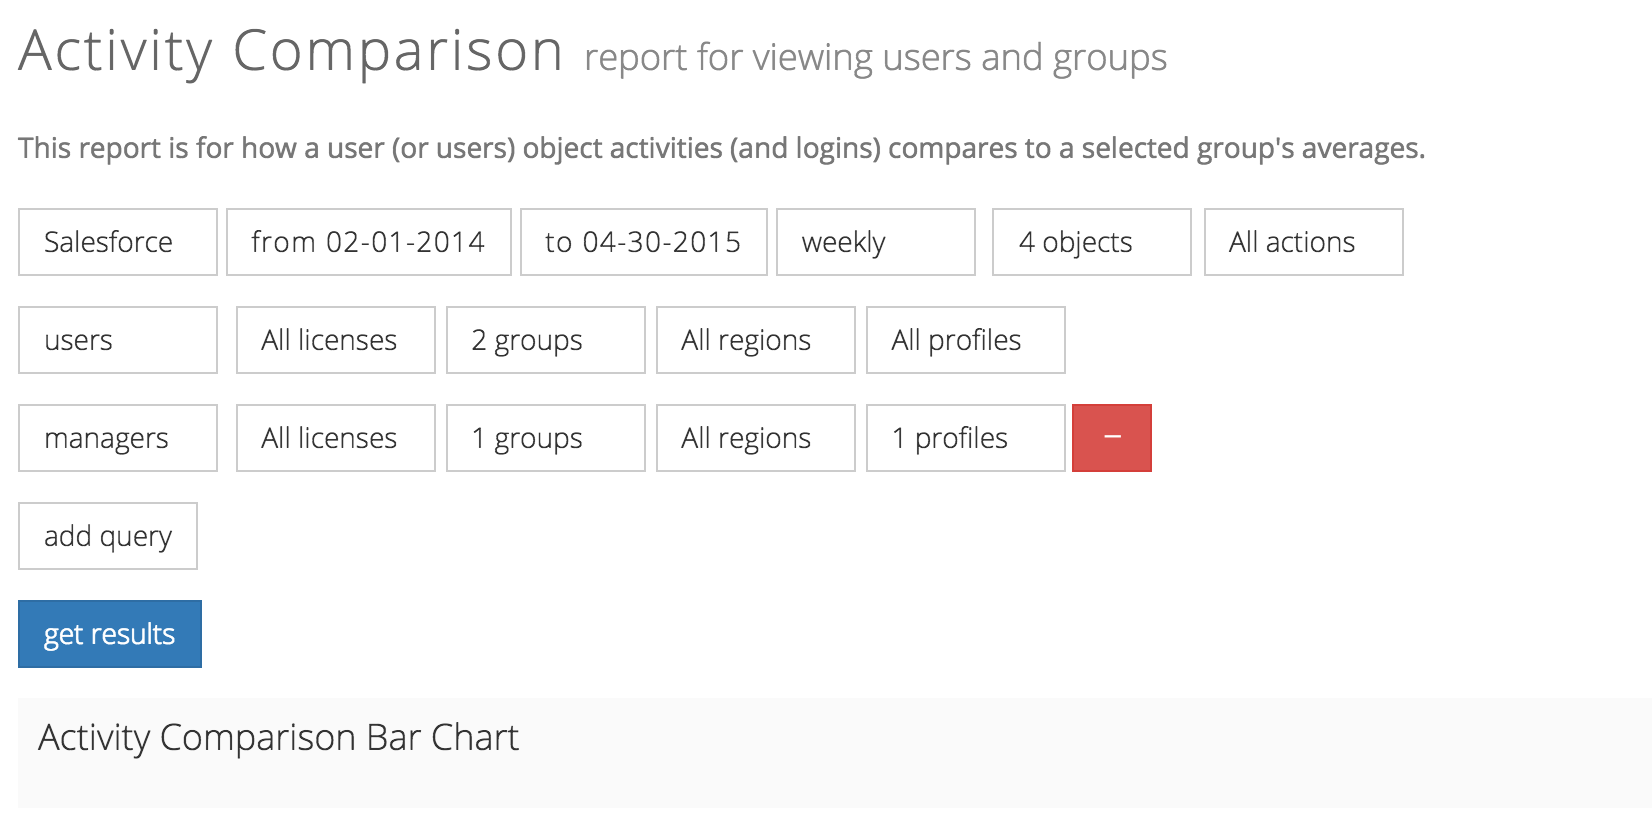 Activity Comparison report for viewing users and groups
This report is for how a user (or users) object activities (and logins) compares to a selected group's averages.
Salesforce from 02-01-2014 to 04-30-2015 weekly 4 objects All actions
users All licenses 2 groups All regions All profiles
managers All licenses 1 groups All regions 1 profiles –
add query
get results
Activity Comparison Bar Chart